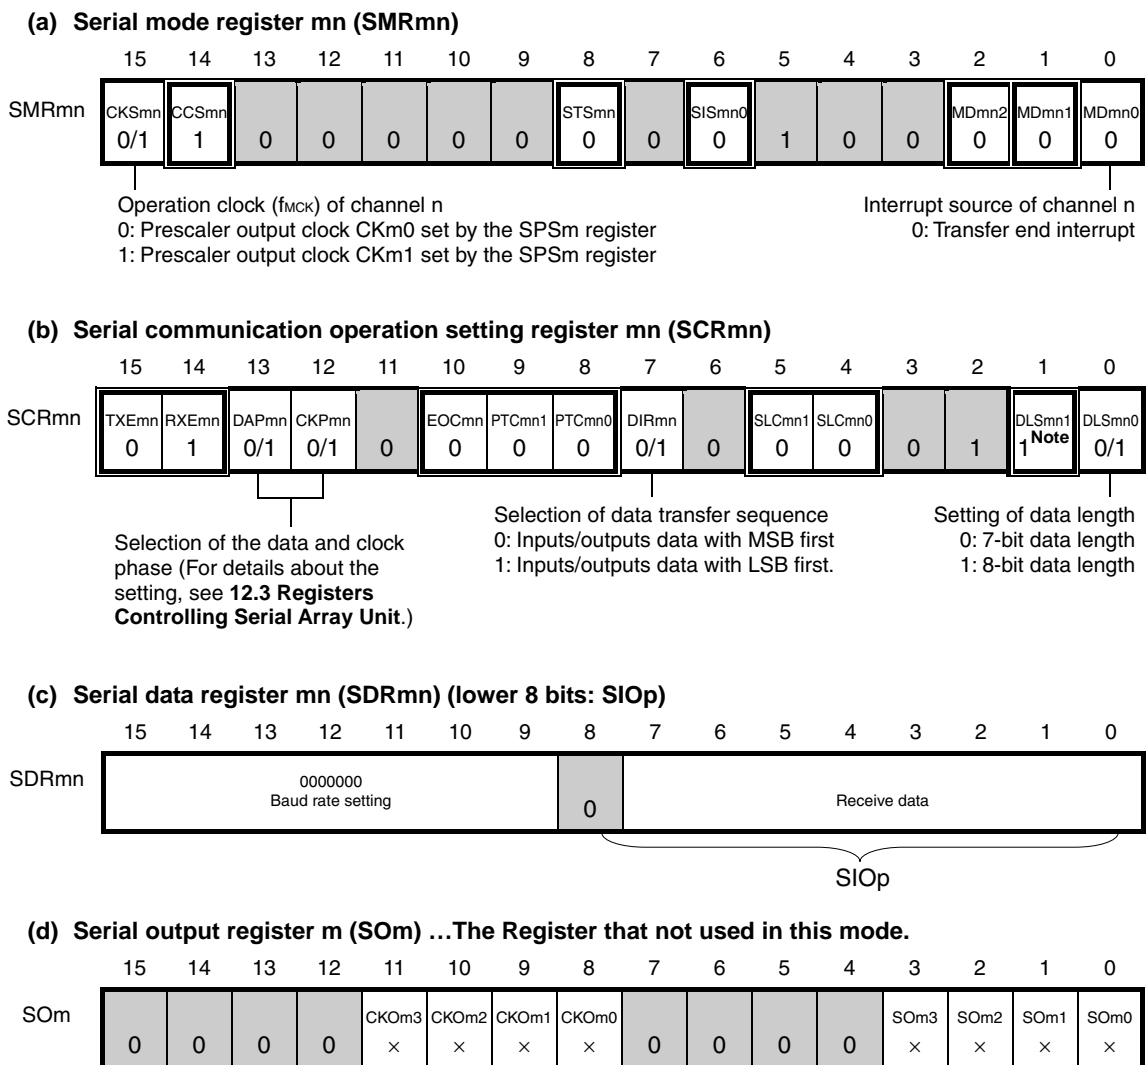 (a) Serial mode register mn (SMRmn)
15 14 13 12 11 10 9 8 7 6 5 4 3 2 1 0
SMRmn
CKSmn CCSmn STSmn SISmn0 MDmn2 MDmn1 MDmn0
0/1 1 0 0 0 0 0 0 0 0 1 0 0 0 0 0
Operation clock (fMCK) of channel n
0: Prescaler output clock CKm0 set by the SPSm register
1: Prescaler output clock CKm1 set by the SPSm register
Interrupt source of channel n
0: Transfer end interrupt
(b) Serial communication operation setting register mn (SCRmn)
15 14 13 12 11 10 9 8 7 6 5 4 3 2 1 0
SCRmn
TXEmn RXEmn DAPmn CKPmn EOCmn PTCmn1 PTCmn0 DIRmn SLCmn1 SLCmn0 DLSmn1 DLSmn0
0 1 0/1 0/1 0 0 0 0 0/1 0 0 0 0 1 1 Note 0/1
Selection of the data and clock
phase (For details about the
setting, see 12.3 Registers
Controlling Serial Array Unit.)
Selection of data transfer sequence
0: Inputs/outputs data with MSB first
1: Inputs/outputs data with LSB first.
Setting of data length
0: 7-bit data length
1: 8-bit data length
(c) Serial data register mn (SDRmn) (lower 8 bits: SIOp)
15 14 13 12 11 10 9 8 7 6 5 4 3 2 1 0
SDRmn
0000000
Baud rate setting
0
Receive data
SIOp
(d) Serial output register m (SOm) ...The Register that not used in this mode.
15 14 13 12 11 10 9 8 7 6 5 4 3 2 1 0
SOm
CKOm3 CKOm2 CKOm1 CKOm0 SOm3 SOm2 SOm1 SOm0
0 0 0 0 × × × × 0 0 0 0 × × × ×